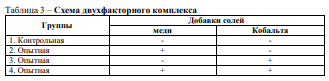 Таблица 3 – Схема двухфакторного комплекса
Группы Добавки солей
меди Кобальта
1. Контрольная - -
2. Опытная + -
3. Опытная - +
4. Опытная + +